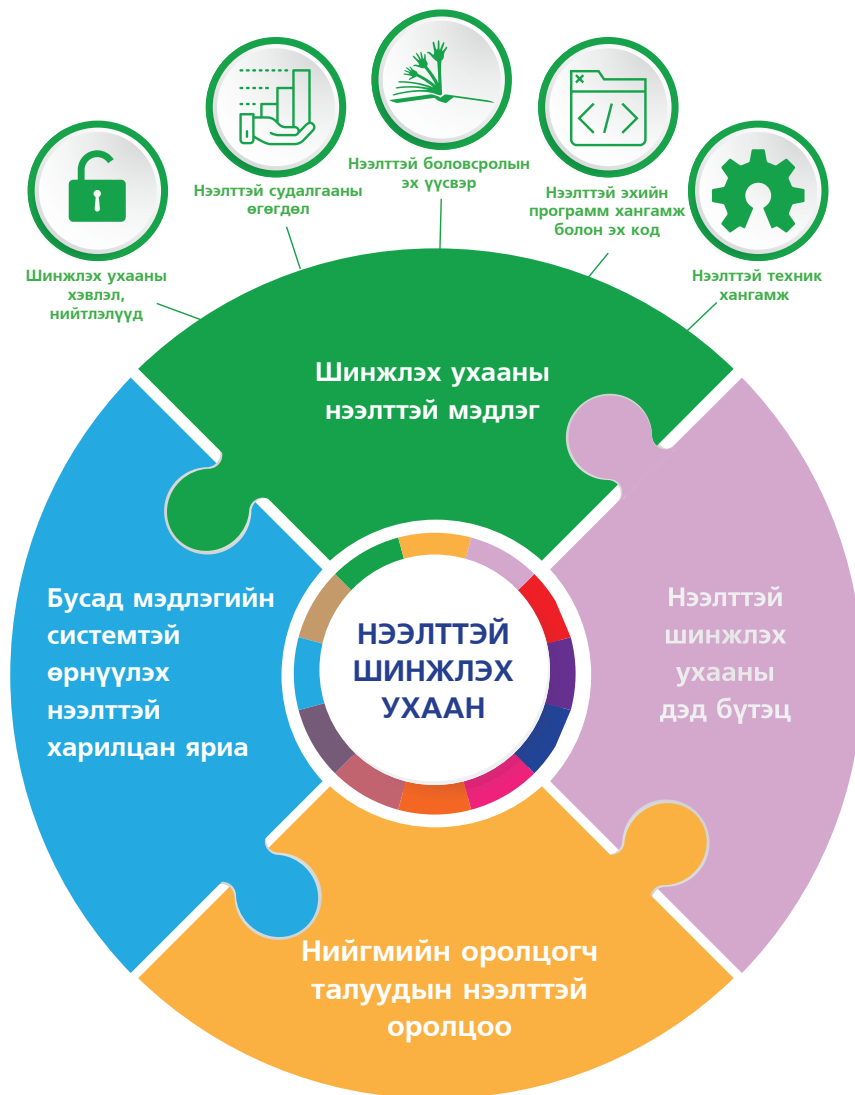 Шинжлэх ухааны
хэвлэл,
нийтлэлүүд
Нээлттэй судалгааны
өгөгдөл
Нээлттэй боловсролын
эх үүсвэр
Нээлттэй эхийн
программ хангамж
болон эх код
Нээлттэй техник
хангамж
Шинжлэх ухааны
нээлттэй мэдлэг
Бусад мэдлэгийн
системтэй
өрнүүлэх
нээлттэй
харилцан яриа
НЭЭЛТТЭЙ
ШИНЖЛЭХ
УХААН
Нээлттэй
шинжлэх
ухааны
дэд бүтэц
Нийгмийн оролцогч
талуудын нээлттэй
оролцоо